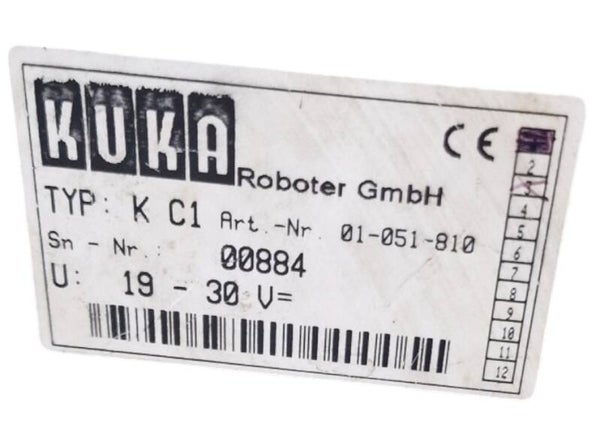 KUKA Roboter GmbH
CE
TYP: K C1 Art.-Nr. 01-051-810
Sn - Nr.: 00884
U: 19 - 30 V=
2
3
4
5
6
7
8
9
10
11
12